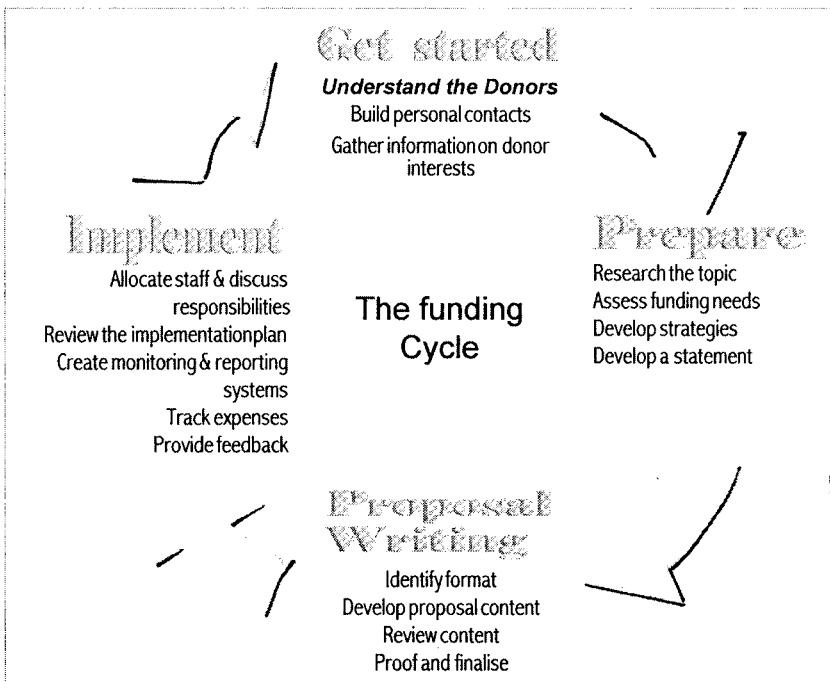 Get started
Understand the Donors
Build personal contacts
Gather information on donor
interests
Implement
Allocate staff & discuss
responsibilities
Review the implementationplan
Create monitoring & reporting
systems
Track expenses
Provide feedback
The funding
Cycle
Prepare
Research the topic
Assess funding needs
Develop strategies
Develop a statement
Proposal
Writing
Identify format
Develop proposal content
Review content
Proof and finalise